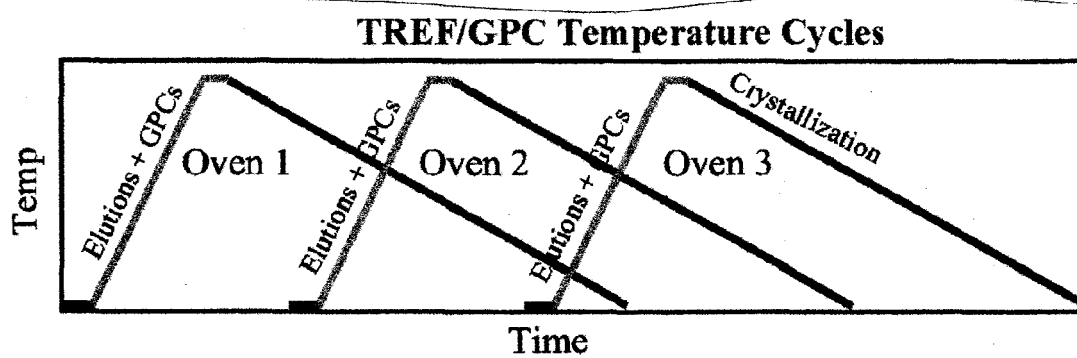 TREF/GPC Temperature Cycles
Temp
Elutions + GPCs
Oven 1
Elutions + GPCs
Oven 2
Elutions + GPCs
Oven 3
Crystallization
Time